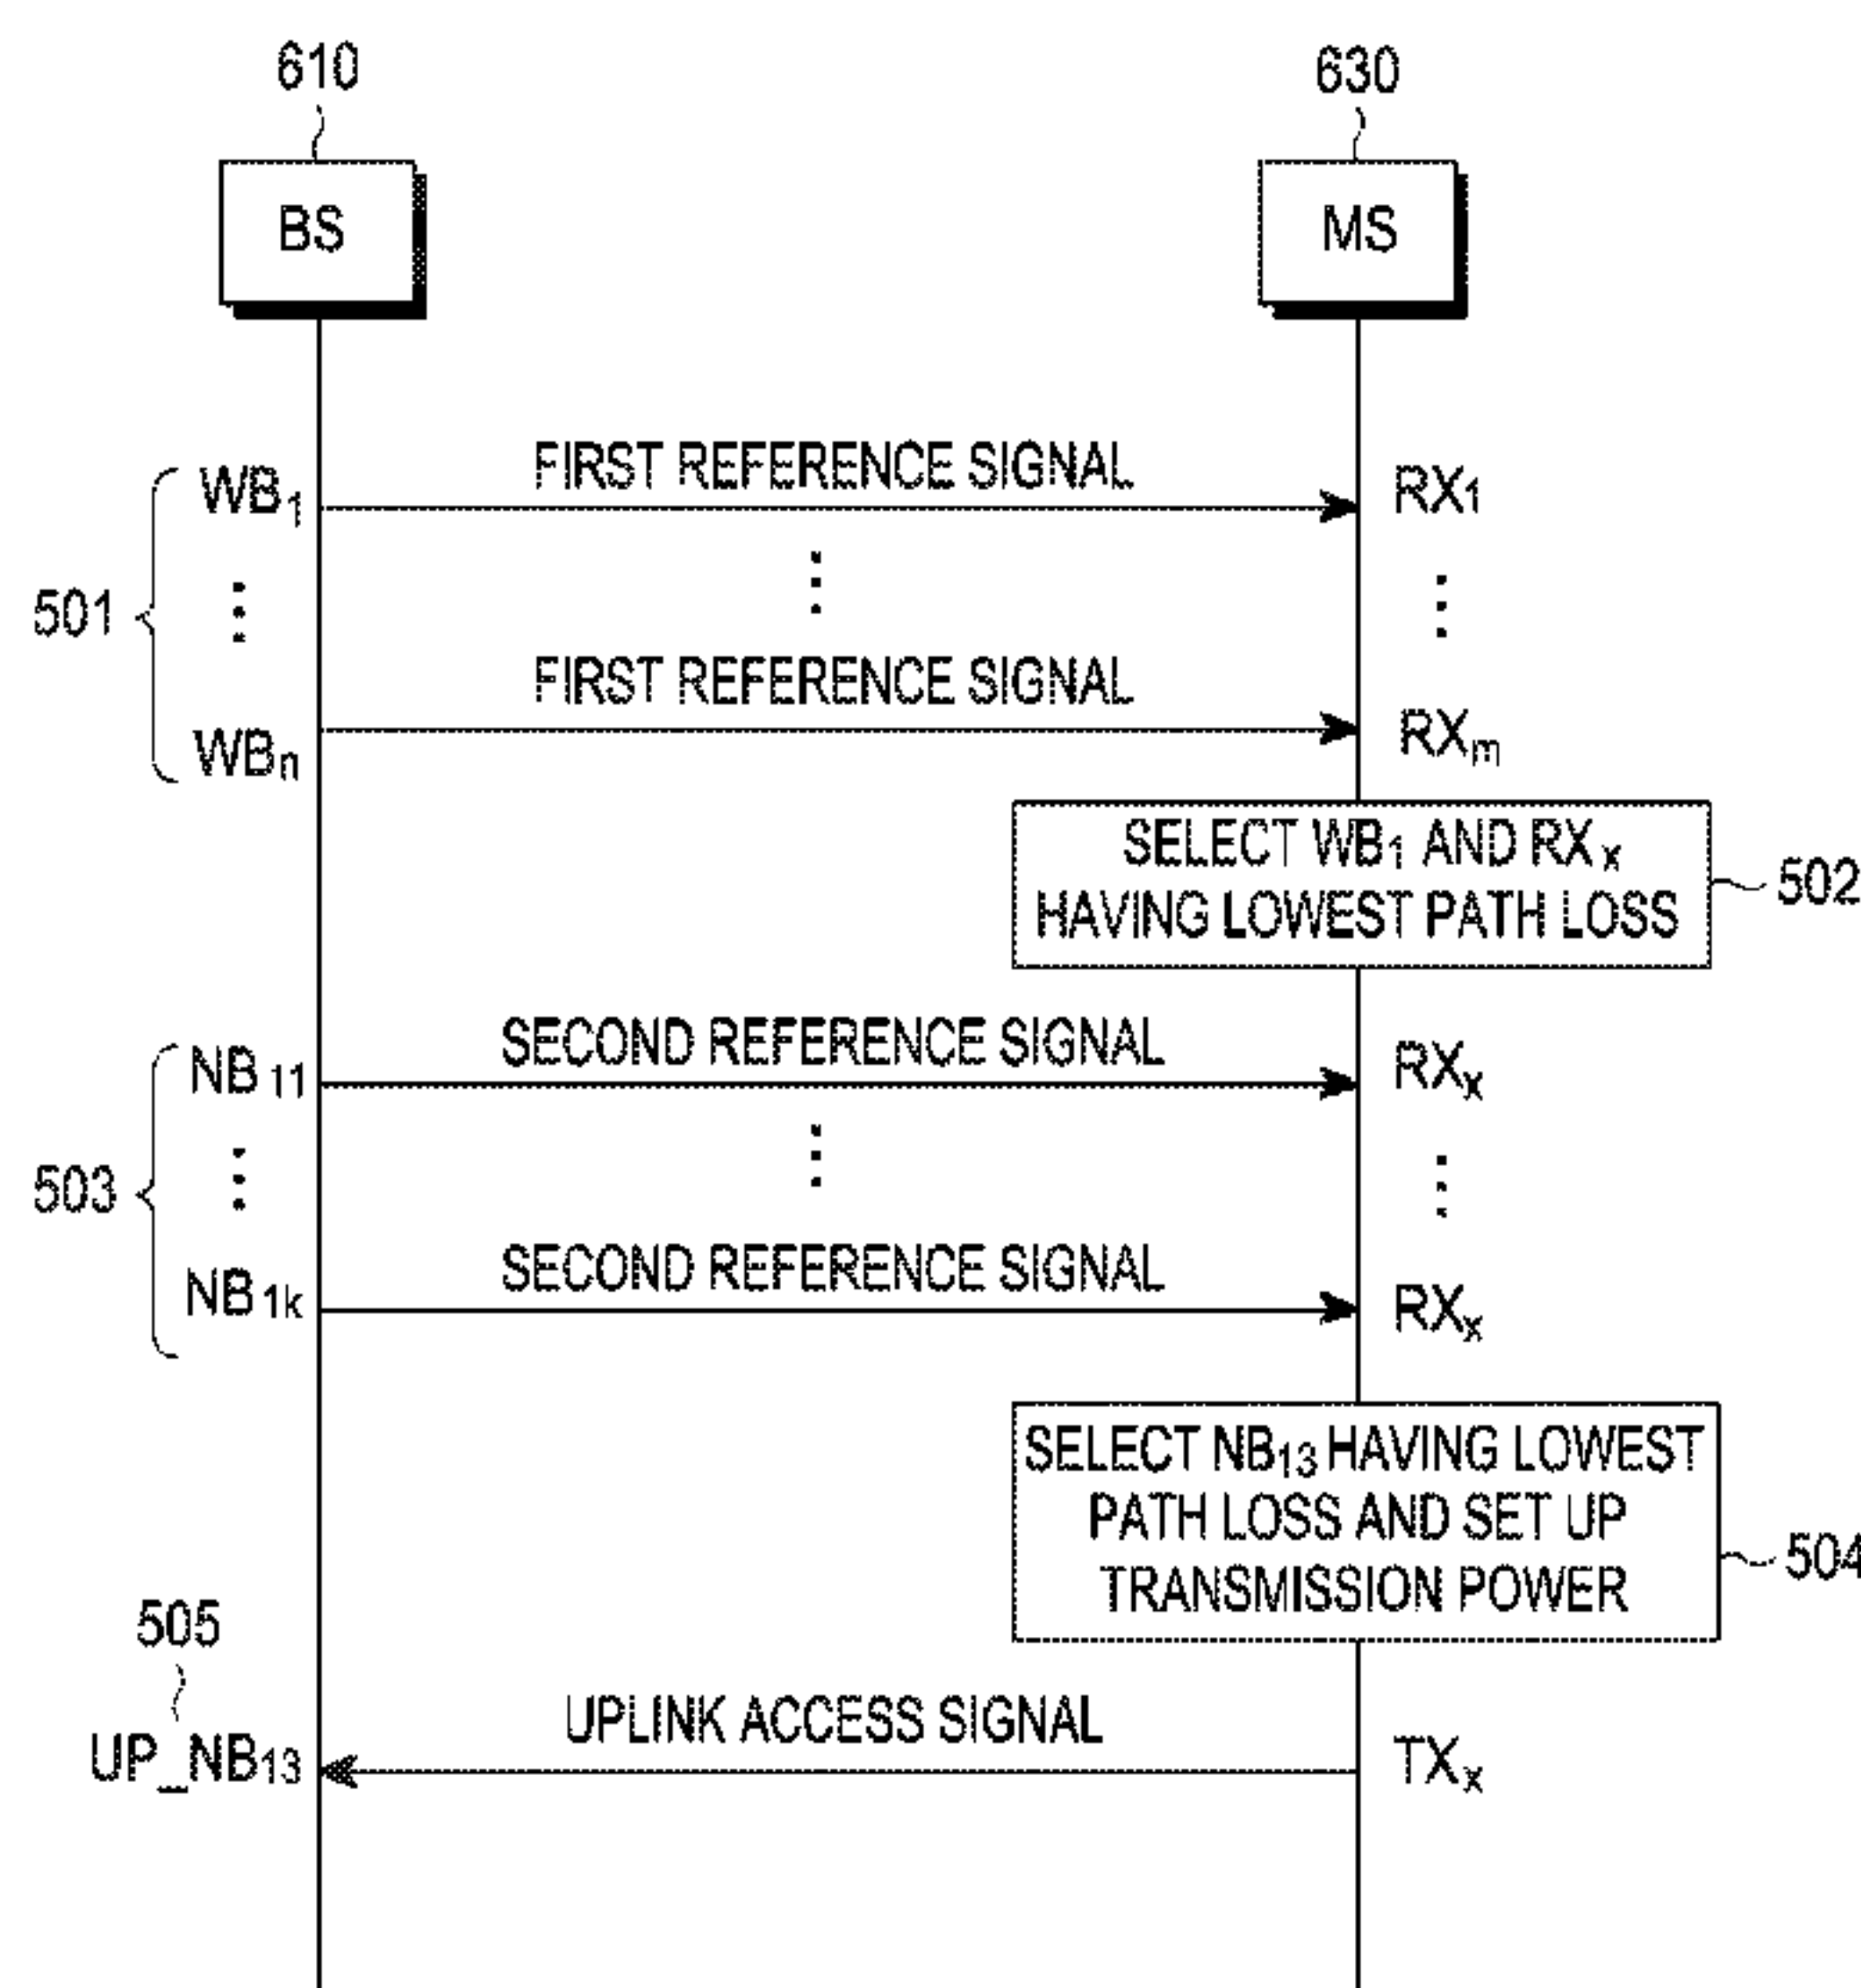 610 630
BS MS
FIRST REFERENCE SIGNAL
WB1 RX1
501
FIRST REFERENCE SIGNAL
WBn RXm
SELECT WB1 AND RXx
HAVING LOWEST PATH LOSS
502
SECOND REFERENCE SIGNAL
NB11 RXx
503
SECOND REFERENCE SIGNAL
NB1k RXx
SELECT NB13 HAVING LOWEST
PATH LOSS AND SET UP
TRANSMISSION POWER
504
505
UPLINK ACCESS SIGNAL
UP_NB13 TXx